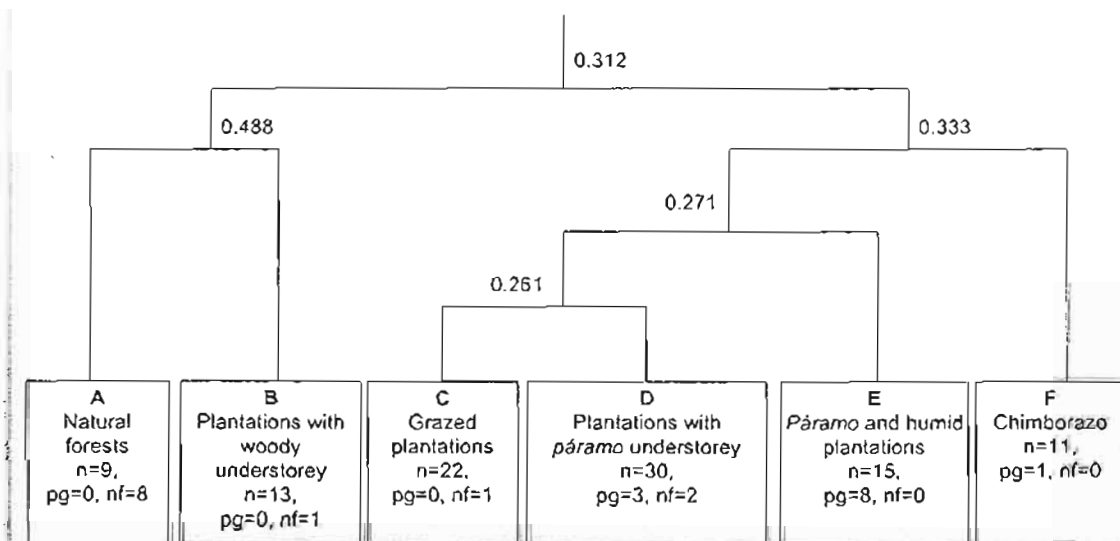 0.312
0.488
0.333
0.271
0.261
A
Natural
forests
n=9,
pg=0, nf=8
B
Plantations with
woody
understorey
n=13,
pg=0, nf=1
C
Grazed
plantations
n=22,
pg=0, nf=1
D
Plantations with
páramo understorey
n=30,
pg=3, nf=2
E
Páramo and humid
plantations
n=15,
pg=8, nf=0
F
Chimborazo
n=11,
pg=1, nf=0